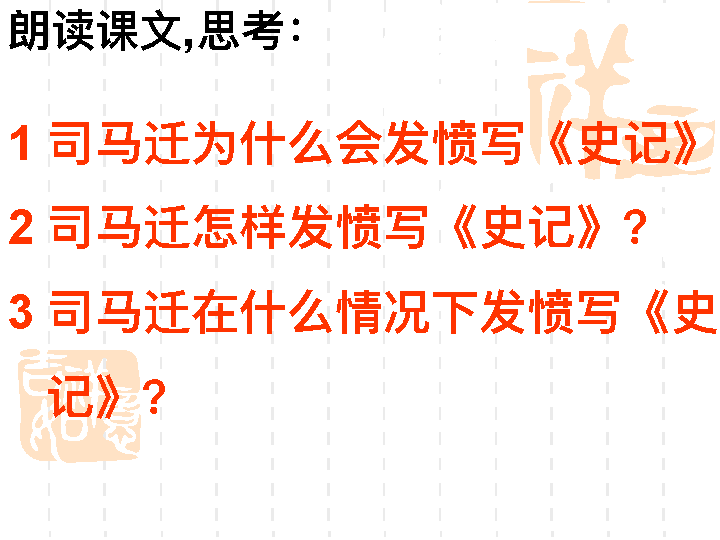 朗读课文,思考：
1 司马迁为什么会发愤写《史记》
2 司马迁怎样发愤写《史记》?
3 司马迁在什么情况下发愤写《史
记》?